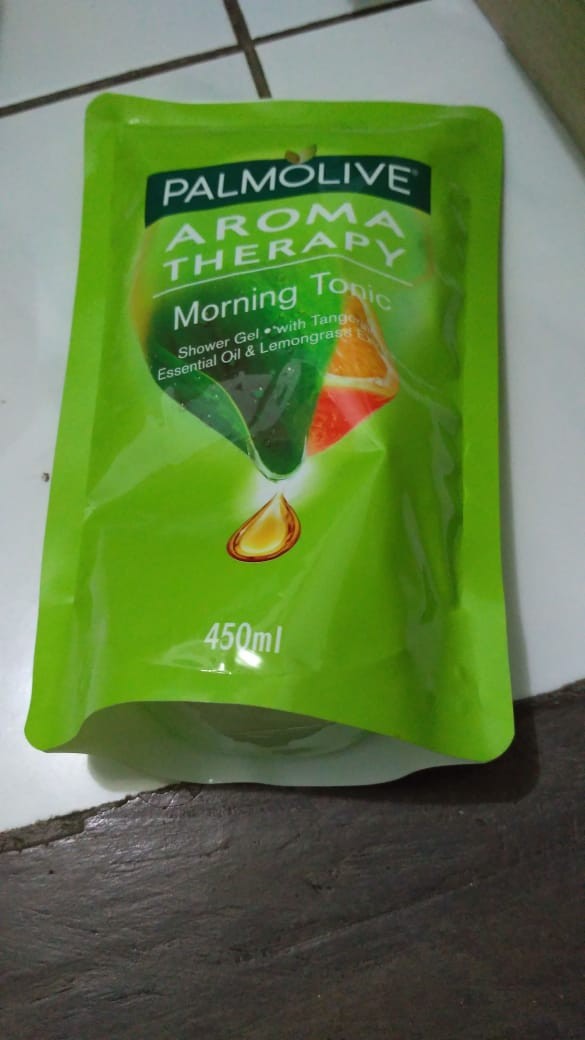 PALMOLIVE
AROMA
THERAPY
Morning Tonic
Shower Gel • with
Essential Oil & Lemongrass
450ml